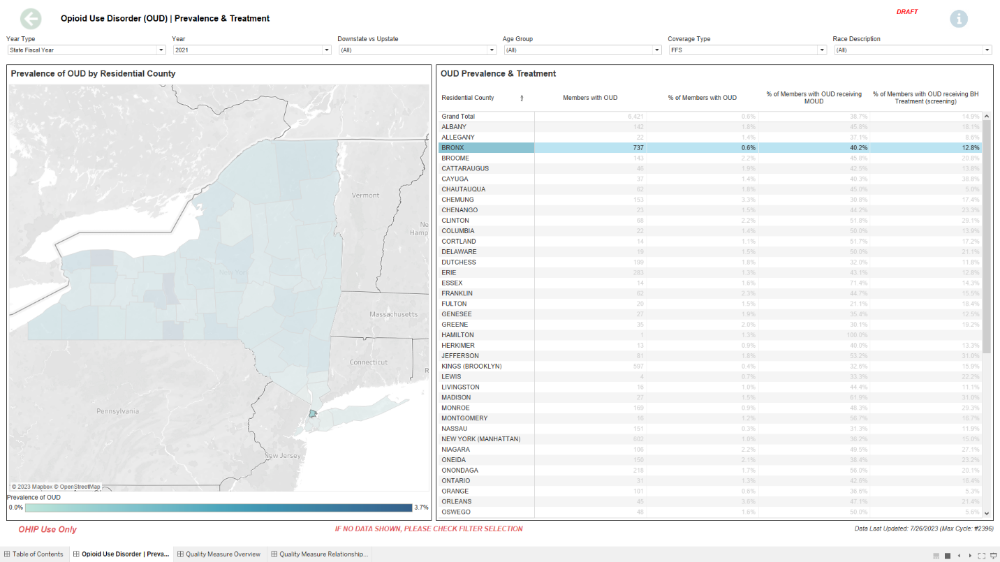 Opioid Use Disorder (OUD) | Prevalence & Treatment
DRAFT
i
Year Type
State Fiscal Year
Year
2021
Downstate vs Upstate
(All)
Age Group
(All)
Coverage Type
FFS
Race Description
(All)
Prevalence of OUD by Residential County
Vermont
Ne
Hamp
New York
Massachusetts
Connecticut
R
Pennsylvania
New Jersey
© 2023 Mapbox © OpenStreetMap
Prevalence of OUD
0.0% 3.7%
OUD Prevalence & Treatment
Residential County Members with OUD % of Members with OUD % of Members with OUD receiving MOUD % of Members with OUD receiving BH Treatment (screening)
Grand Total 6,421 0.6% 38.7% 14.9%
ALBANY 142 1.8% 45.8% 18.1%
ALLEGANY 22 1.4% 37.1% 8.6%
BRONX 737 0.6% 40.2% 12.8%
BROOME 143 2.2% 45.8% 20.8%
CATTARAUGUS 46 1.9% 42.5% 13.8%
CAYUGA 37 1.4% 40.3% 38.8%
CHAUTAUQUA 62 1.8% 45.0% 5.0%
CHEMUNG 153 3.3% 30.8% 17.4%
CHENANGO 23 1.5% 44.2% 23.3%
CLINTON 68 2.2% 51.8% 29.1%
COLUMBIA 22 1.4% 50.0% 13.9%
CORTLAND 14 1.1% 51.7% 17.2%
DELAWARE 19 1.5% 50.0% 21.1%
DUTCHESS 199 1.8% 32.0% 11.8%
ERIE 283 1.3% 43.1% 12.8%
ESSEX 14 1.6% 71.4% 14.3%
FRANKLIN 62 2.3% 44.7% 15.5%
FULTON 20 1.5% 21.1% 18.4%
GENESEE 27 1.9% 35.4% 12.5%
GREENE 35 2.0% 30.1% 19.2%
HAMILTON 1 1.3% 100.0%
HERKIMER 13 0.9% 40.0% 13.3%
JEFFERSON 81 1.8% 53.2% 31.0%
KINGS (BROOKLYN) 597 0.4% 32.6% 15.9%
LEWIS 4 0.7% 33.3% 22.2%
LIVINGSTON 16 1.0% 44.4% 11.1%
MADISON 27 1.5% 61.9% 31.0%
MONROE 169 0.9% 48.3% 29.3%
MONTGOMERY 16 1.2% 56.7% 16.7%
NASSAU 151 0.3% 31.3% 11.9%
NEW YORK (MANHATTAN) 602 1.0% 36.2% 15.0%
NIAGARA 106 2.2% 49.5% 27.1%
ONEIDA 150 2.1% 38.4% 23.2%
ONONDAGA 218 1.7% 56.0% 20.1%
ONTARIO 31 1.3% 42.6% 16.4%
ORANGE 101 0.6% 36.6% 5.3%
ORLEANS 45 3.6% 47.1% 21.4%
OSWEGO 48 1.6% 50.0% 5.6%
OHIP Use Only
IF NO DATA SHOWN, PLEASE CHECK FILTER SELECTION
Data Last Updated: 7/26/2023 (Max Cycle: #2396)
Table of Contents
Opioid Use Disorder | Preva...
Quality Measure Overview
Quality Measure Relationship...